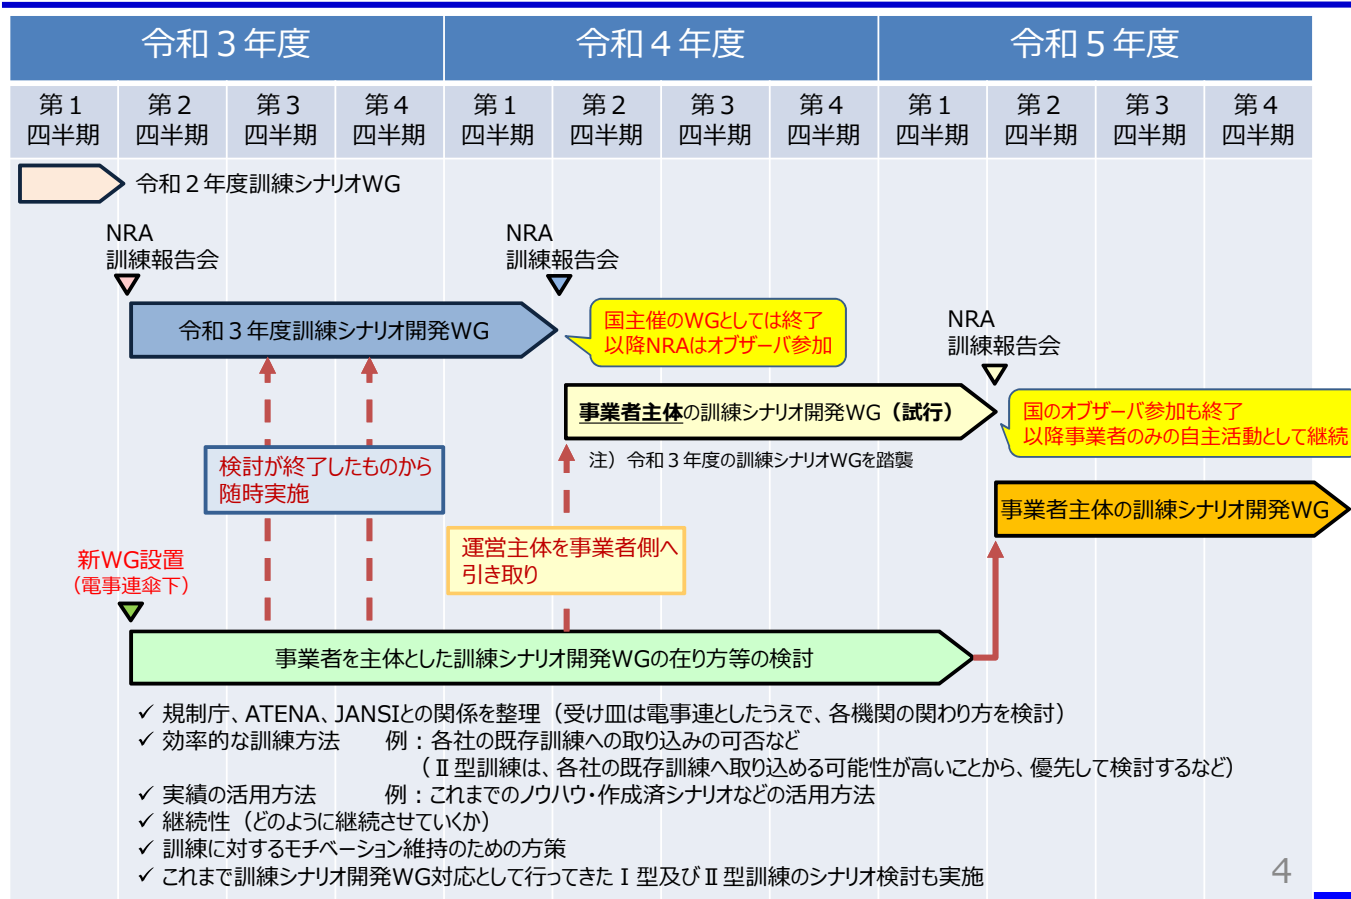 令和３年度
令和４年度
令和５年度
第１
四半期
第２
四半期
第３
四半期
第４
四半期
第１
四半期
第２
四半期
第３
四半期
第４
四半期
第１
四半期
第２
四半期
第３
四半期
第４
四半期
令和２年度訓練シナリオWG
NRA
訓練報告会
NRA
訓練報告会
令和３年度訓練シナリオ開発WG
国主催のWGとしては終了
以降NRAはオブザーバ参加
NRA
訓練報告会
事業者主体の訓練シナリオ開発WG（試行）
国のオブザーバ参加も終了
以降事業者のみの自主活動として継続
注）令和３年度の訓練シナリオWGを踏襲
検討が終了したものから
随時実施
事業者主体の訓練シナリオ開発WG
運営主体を事業者側へ
引き取り
新WG設置
（電事連傘下）
事業者を主体とした訓練シナリオ開発WGの在り方等の検討
✓ 規制庁、ATENA、JANSIとの関係を整理（受け皿は電事連としたうえで、各機関の関わり方を検討）
✓ 効率的な訓練方法　　例：各社の既存訓練への取り込みの可否など
（Ⅱ型訓練は、各社の既存訓練へ取り込める可能性が高いことから、優先して検討するなど）
✓ 実績の活用方法　　　例：これまでのノウハウ・作成済シナリオなどの活用方法
✓ 継続性（どのように継続させていくか）
✓ 訓練に対するモチベーション維持のための方策
✓ これまで訓練シナリオ開発WG対応として行ってきたⅠ型及びⅡ型訓練のシナリオ検討も実施
4